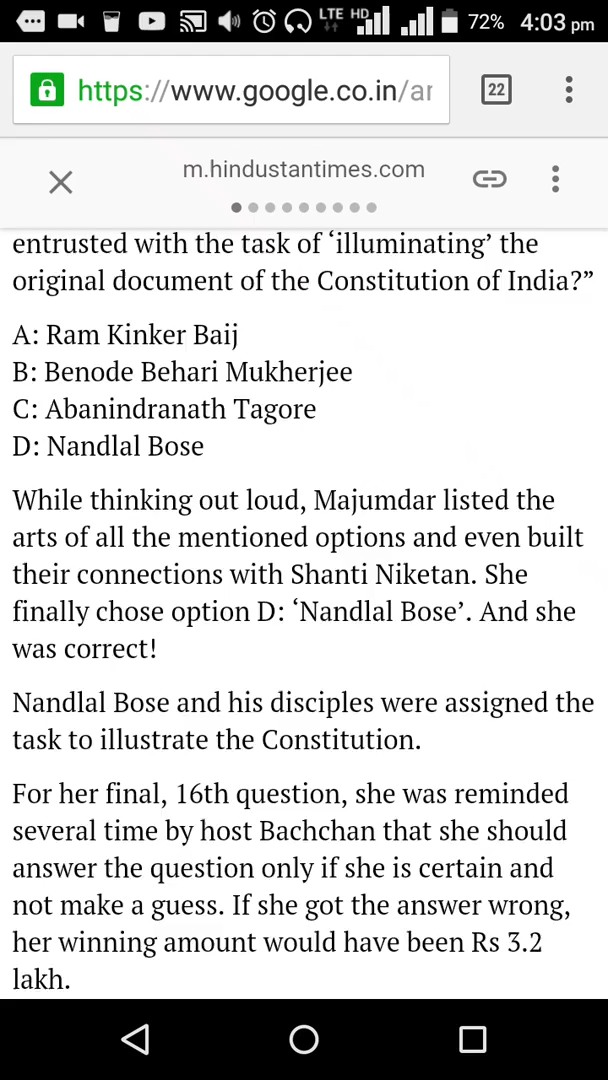 LTE HD
72% 4:03 pm
https://www.google.co.in/ar
22
m.hindustantimes.com
entrusted with the task of ‘illuminating’ the
original document of the Constitution of India?”
A: Ram Kinker Baij
B: Benode Behari Mukherjee
C: Abanindranath Tagore
D: Nandlal Bose
While thinking out loud, Majumdar listed the
arts of all the mentioned options and even built
their connections with Shanti Niketan. She
finally chose option D: ‘Nandlal Bose’. And she
was correct!
Nandlal Bose and his disciples were assigned the
task to illustrate the Constitution.
For her final, 16th question, she was reminded
several time by host Bachchan that she should
answer the question only if she is certain and
not make a guess. If she got the answer wrong,
her winning amount would have been Rs 3.2
lakh.